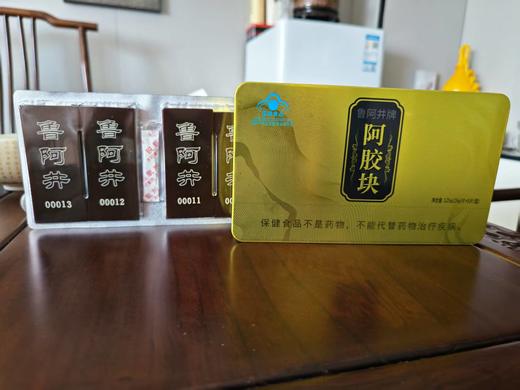 鲁阿井
00013
鲁阿井
00012
鲁阿井
00011
鲁阿井牌
阿胶块
保健食品不是药物，不能代替药物治疗疾病。